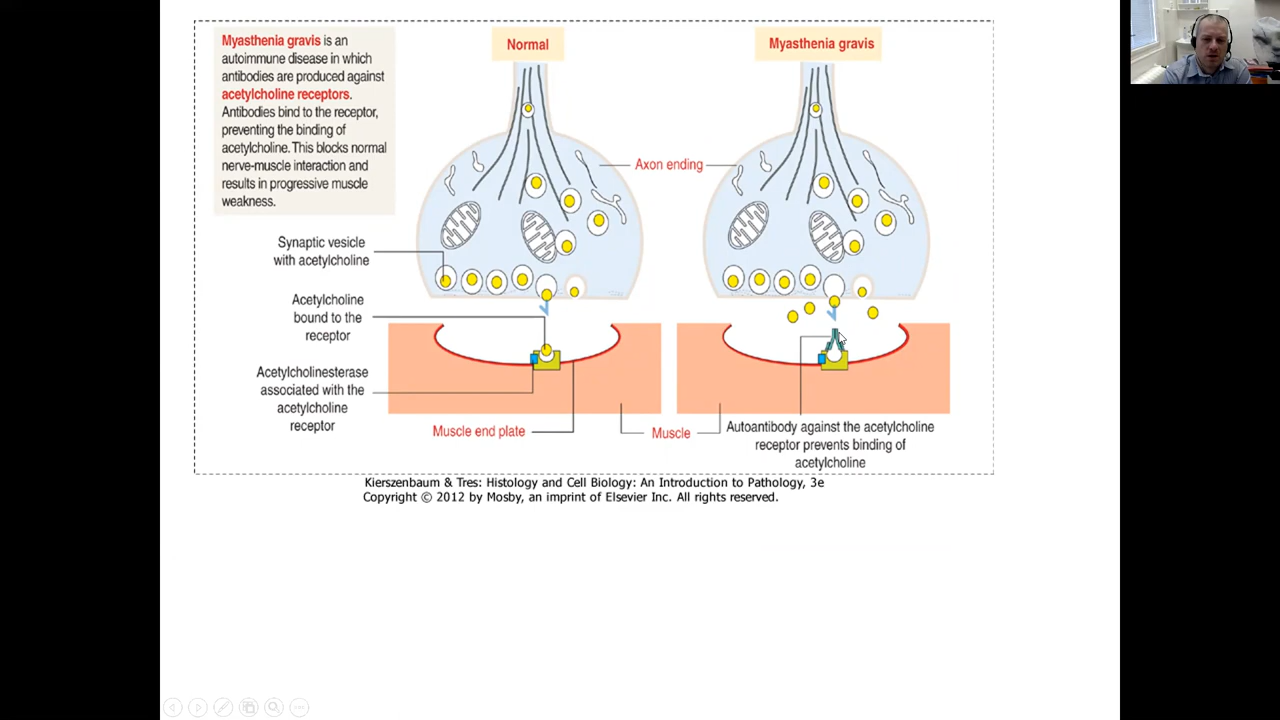 Myasthenia gravis is an
autoimmune disease in which
antibodies are produced against
acetylcholine receptors.
Antibodies bind to the receptor,
preventing the binding of
acetylcholine. This blocks normal
nerve-muscle interaction and
results in progressive muscle
weakness.
Normal
Myasthenia gravis
Axon ending
Synaptic vesicle
with acetylcholine
Acetylcholine
bound to the
receptor
Acetylcholinesterase
associated with the
acetylcholine
receptor
Muscle end plate
Muscle
Autoantibody against the acetylcholine
receptor prevents binding of
acetylcholine
Kierszenbaum & Tres: Histology and Cell Biology: An Introduction to Pathology, 3e
Copyright © 2012 by Mosby, an imprint of Elsevier Inc. All rights reserved.